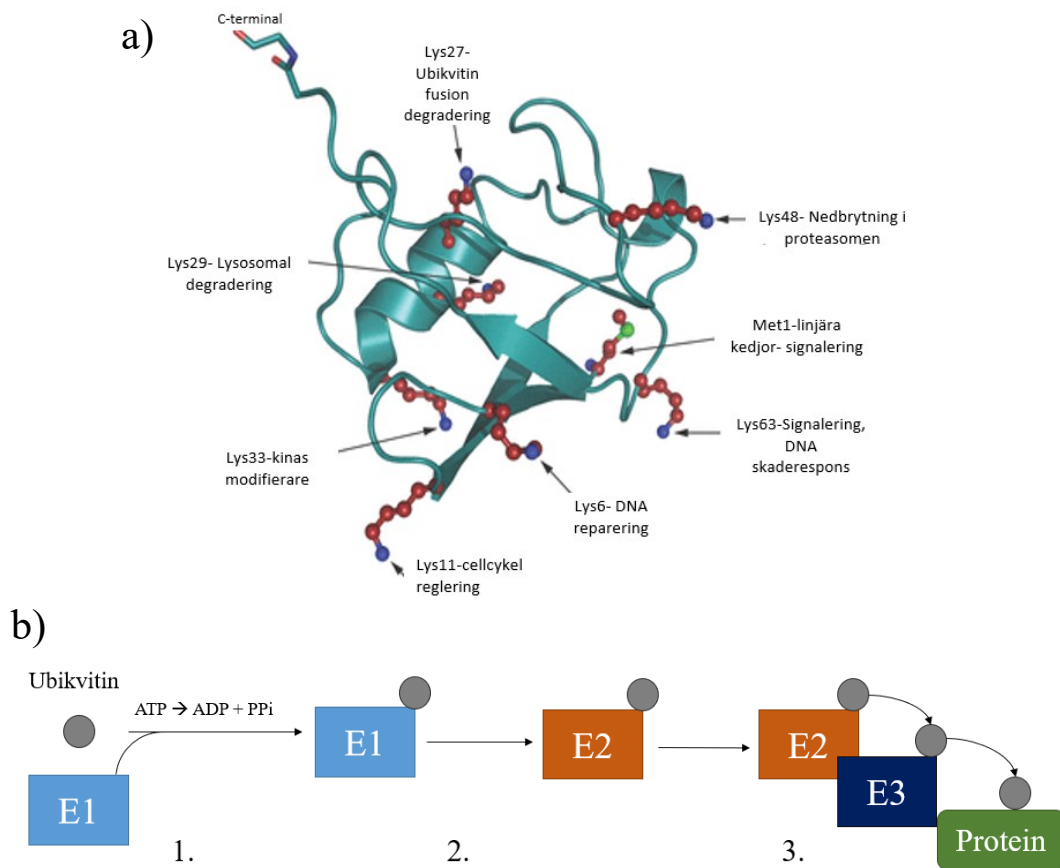 a)
C-terminal
Lys27-
Ubikvitin
fusion
degradering
Lys48- Nedbrytning i
proteasomen
Lys29- Lysosomal
degradering
Met1-linjära
kedjor- signalering
Lys63-Signalering,
DNA
skaderespons
Lys33-kinas
modifierare
Lys6- DNA
reparering
Lys11-cellcykel
reglering
b)
Ubikvitin
ATP → ADP + PPi
E1
E1
E2
E2
E3
Protein
1.
2.
3.